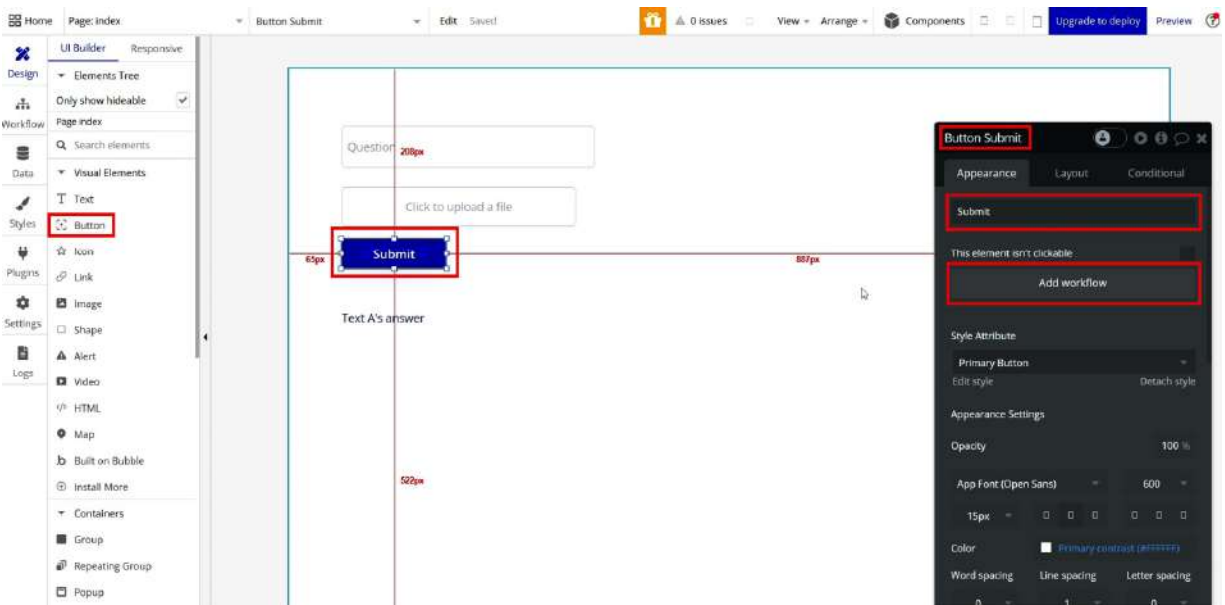 Home Page: index Button Submit Edit Saved 0 issues View Arrange Components Upgrade to deploy Preview
UI Builder Responsive
Design
Elements Tree
Only show hideable
Workflow
Page index
Search elements
Data
Visual Elements
Text
Styles
Button
Icon
Plugins
Link
Image
Settings
Shape
Alert
Logs
Video
HTML
Map
Built on Bubble
Install More
Containers
Group
Repeating Group
Popup
Question
208px
Click to upload a file
Submit
65px
887px
Text A's answer
522px
Button Submit
Appearance Layout Conditional
Submit
This element isn't clickable
Add workflow
Style Attribute
Primary Button
Edit style Detach style
Appearance Settings
Opacity 100 %
App Font (Open Sans) 600
15px
Color Primary contrast (#FFFFFF)
Word spacing Line spacing Letter spacing
0 1 0